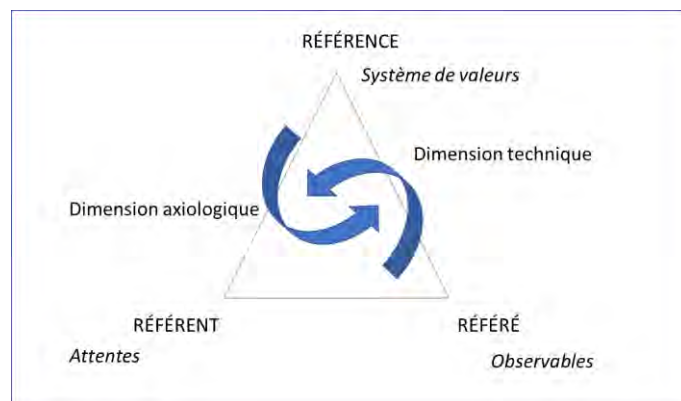 RÉFÉRENCE
Système de valeurs
Dimension technique
Dimension axiologique
RÉFÉRENT
RÉFÉRÉ
Attentes
Observables